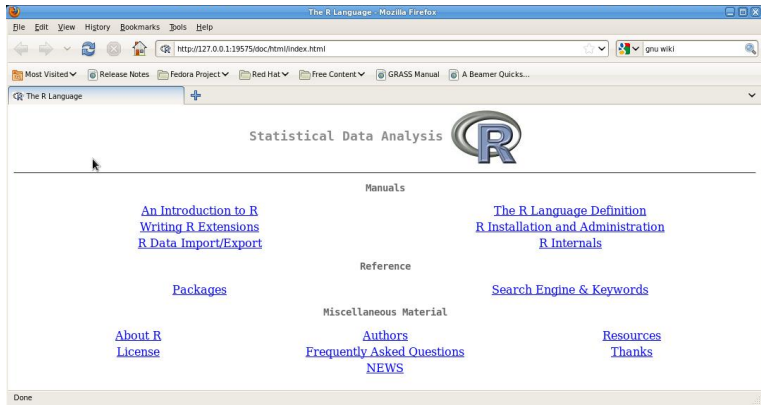 The R Language - Mozilla Firefox
File Edit View History Bookmarks Tools Help
http://127.0.0.1:19575/doc/html/index.html gnu wiki
Most Visited Release Notes Fedora Project Red Hat Free Content GRASS Manual A Beamer Quicks...
The R Language
Statistical Data Analysis R
Manuals
An Introduction to R The R Language Definition
Writing R Extensions R Installation and Administration
R Data Import/Export R Internals
Reference
Packages Search Engine & Keywords
Miscellaneous Material
About R Authors Resources
License Frequently Asked Questions Thanks
NEWS
Done